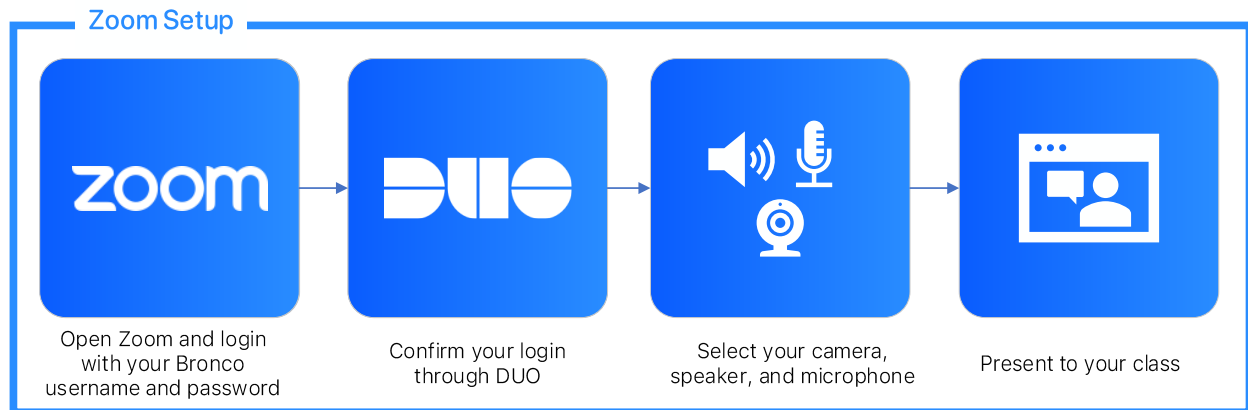 Zoom Setup
zoom
DUO
Open Zoom and login
with your Bronco
username and password
Confirm your login
through DUO
Select your camera,
speaker, and microphone
Present to your class